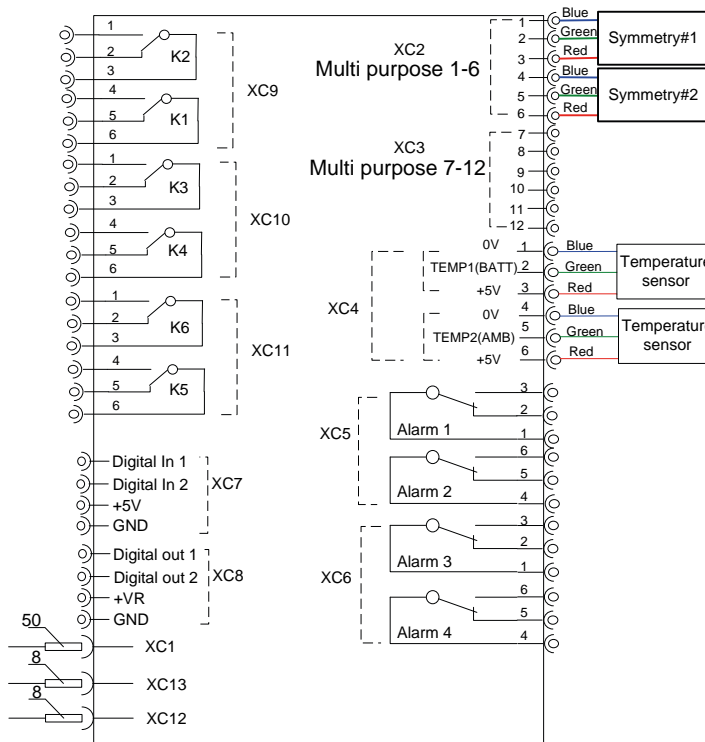 1
2
K2
3
4
5
K1
6
XC9
1
2
K3
3
4
5
K4
6
XC10
1
2
K6
3
4
5
K5
6
XC11
Digital In 1
Digital In 2
+5V
GND
XC7
Digital out 1
Digital out 2
+VR
GND
XC8
50
XC1
8
XC13
8
XC12
XC2
Multi purpose 1-6
1 Blue
2 Green
3 Red
Symmetry#1
4 Blue
5 Green
6 Red
Symmetry#2
XC3
Multi purpose 7-12
7
8
9
10
11
12
XC4
0V 1 Blue
TEMP1(BATT) 2 Green
+5V 3 Red
Temperature
sensor
0V 4 Blue
TEMP2(AMB) 5 Green
+5V 6 Red
Temperature
sensor
XC5
3
2
Alarm 1 1
6
5
Alarm 2 4
XC6
3
2
Alarm 3 1
6
5
Alarm 4 4